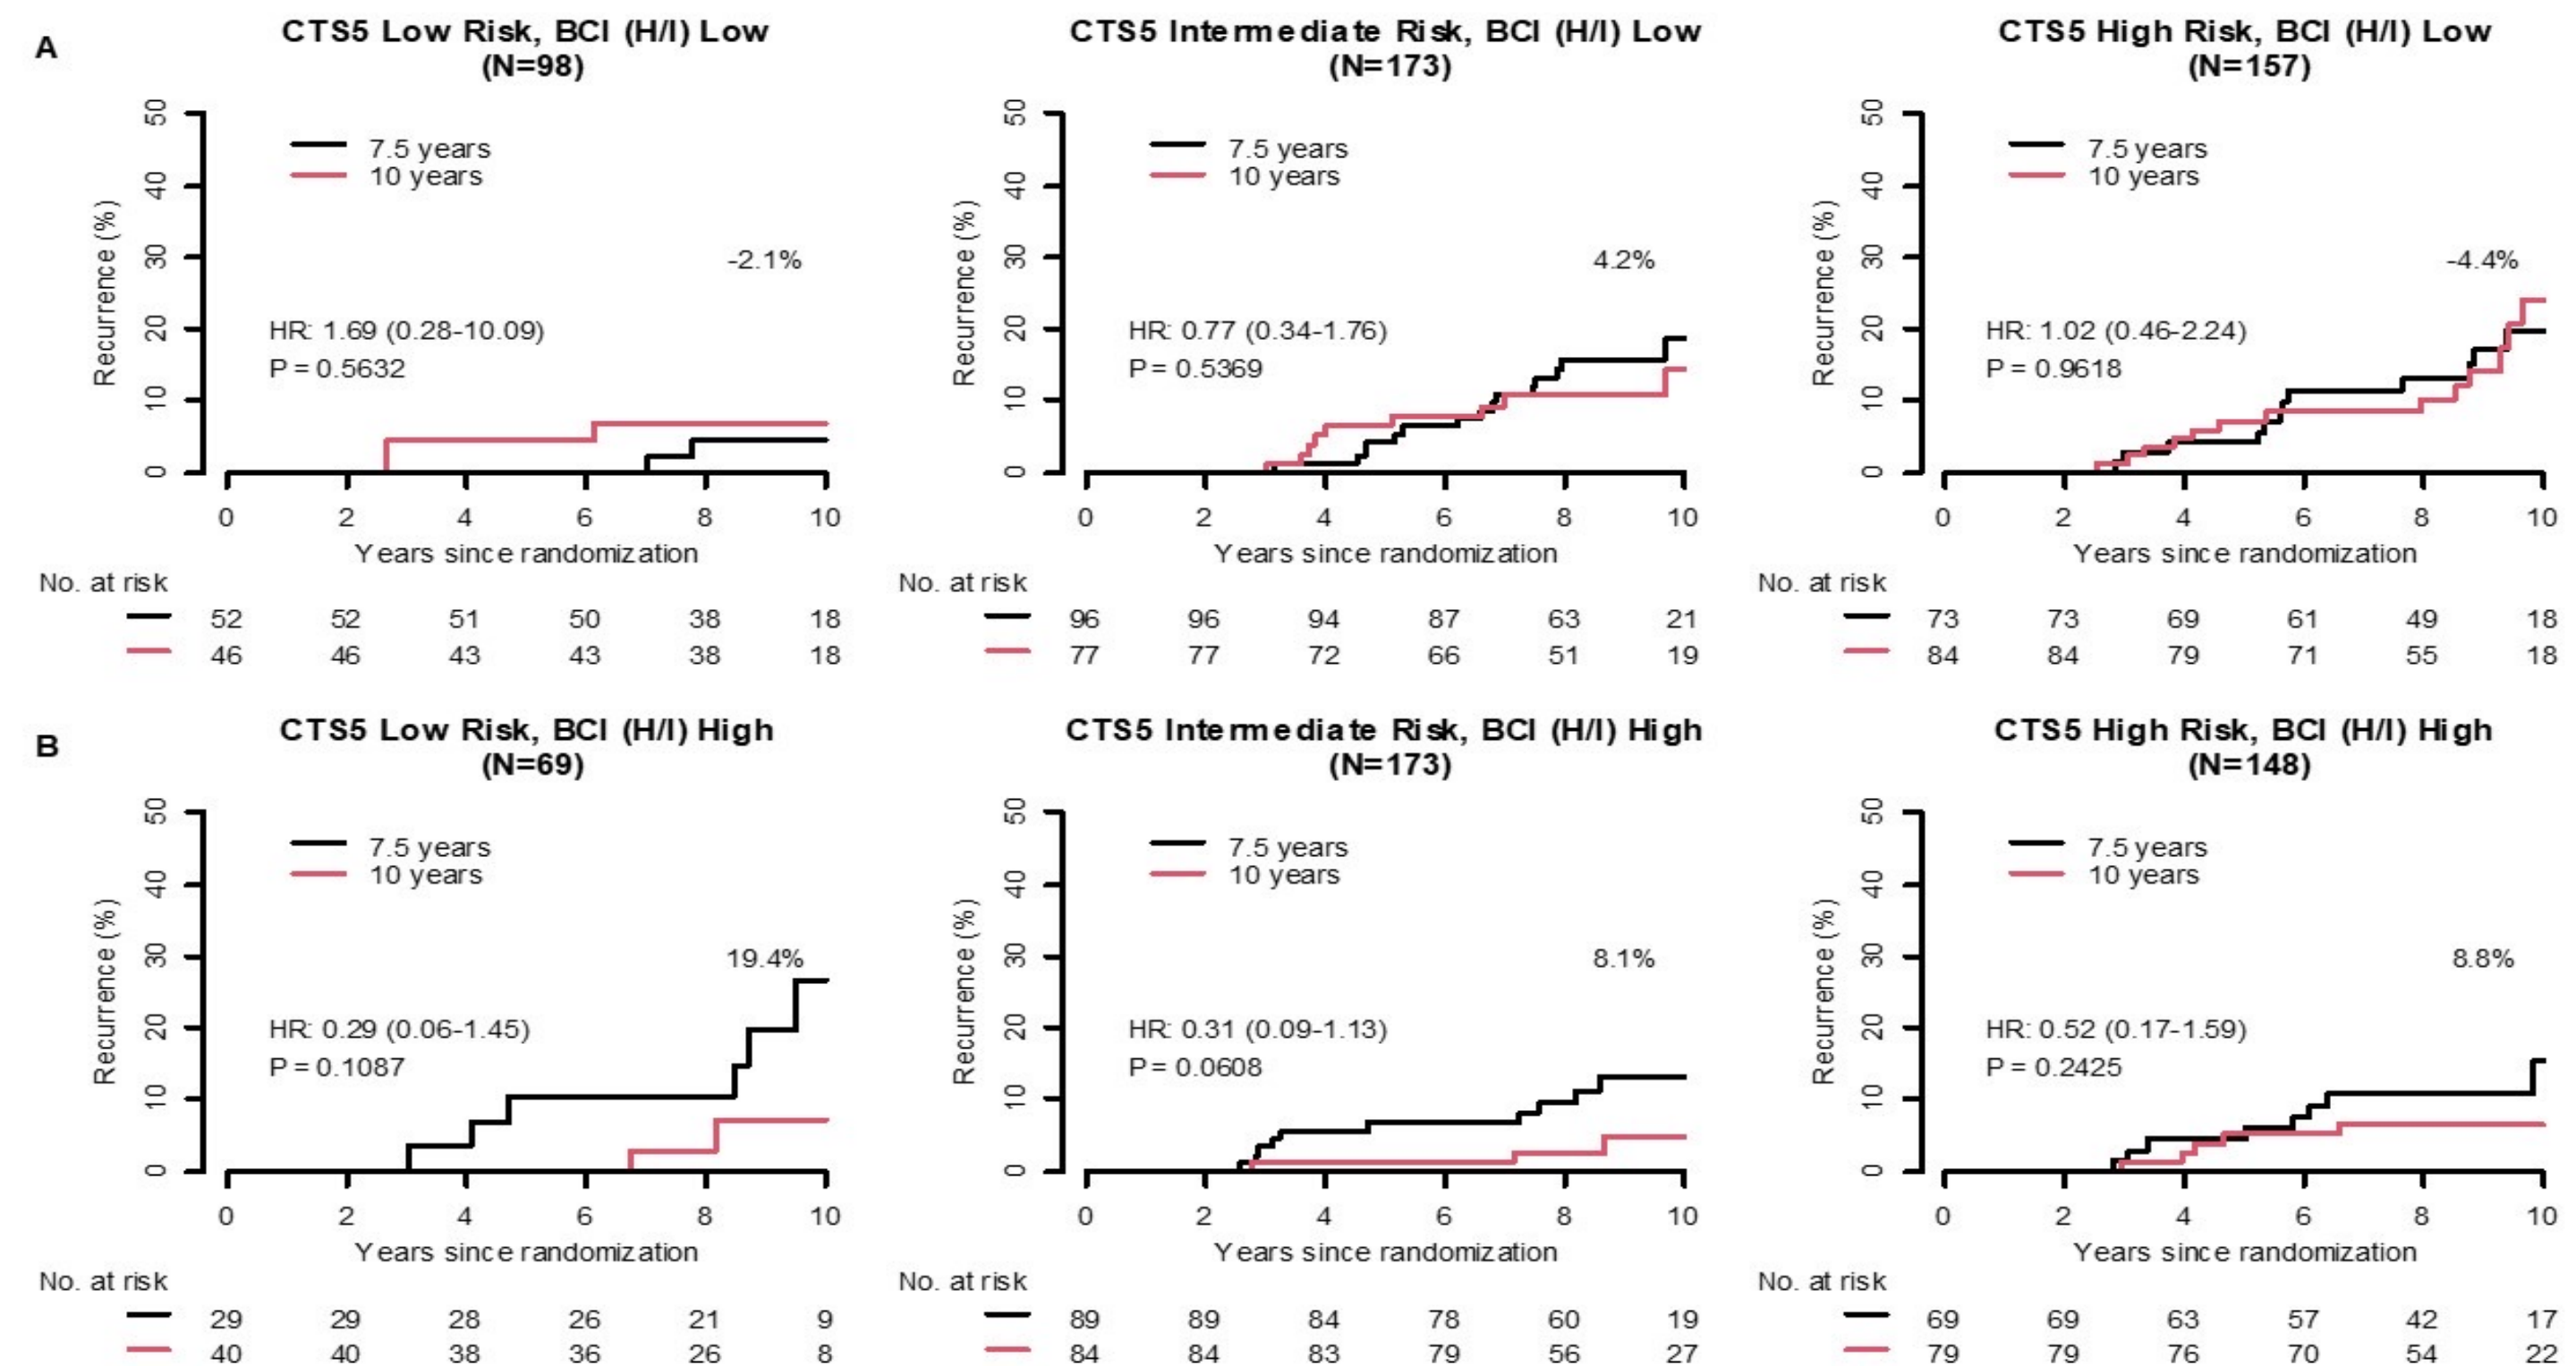 A
CTS5 Low Risk, BCI (H/I) Low
(N=98)
50
40
30
20
10
0
Recurrence (%)
7.5 years
10 years
-2.1%
HR: 1.69 (0.28-10.09)
P = 0.5632
0 2 4 6 8 10
Years since randomization
No. at risk
52 52 51 50 38 18
46 46 43 43 38 18
CTS5 Intermediate Risk, BCI (H/I) Low
(N=173)
50
40
30
20
10
0
Recurrence (%)
7.5 years
10 years
4.2%
HR: 0.77 (0.34-1.76)
P = 0.5369
0 2 4 6 8 10
Years since randomization
No. at risk
96 96 94 87 63 21
77 77 72 66 51 19
CTS5 High Risk, BCI (H/I) Low
(N=157)
50
40
30
20
10
0
Recurrence (%)
7.5 years
10 years
-4.4%
HR: 1.02 (0.46-2.24)
P = 0.9618
0 2 4 6 8 10
Years since randomization
No. at risk
73 73 69 61 49 18
84 84 79 71 55 18
B
CTS5 Low Risk, BCI (H/I) High
(N=69)
50
40
30
20
10
0
Recurrence (%)
7.5 years
10 years
19.4%
HR: 0.29 (0.06-1.45)
P = 0.1087
0 2 4 6 8 10
Years since randomization
No. at risk
29 29 28 26 21 9
40 40 38 36 26 8
CTS5 Intermediate Risk, BCI (H/I) High
(N=173)
50
40
30
20
10
0
Recurrence (%)
7.5 years
10 years
8.1%
HR: 0.31 (0.09-1.13)
P = 0.0608
0 2 4 6 8 10
Years since randomization
No. at risk
89 89 84 78 60 19
84 84 83 79 56 27
CTS5 High Risk, BCI (H/I) High
(N=148)
50
40
30
20
10
0
Recurrence (%)
7.5 years
10 years
8.8%
HR: 0.52 (0.17-1.59)
P = 0.2425
0 2 4 6 8 10
Years since randomization
No. at risk
69 69 63 57 42 17
79 79 76 70 54 22